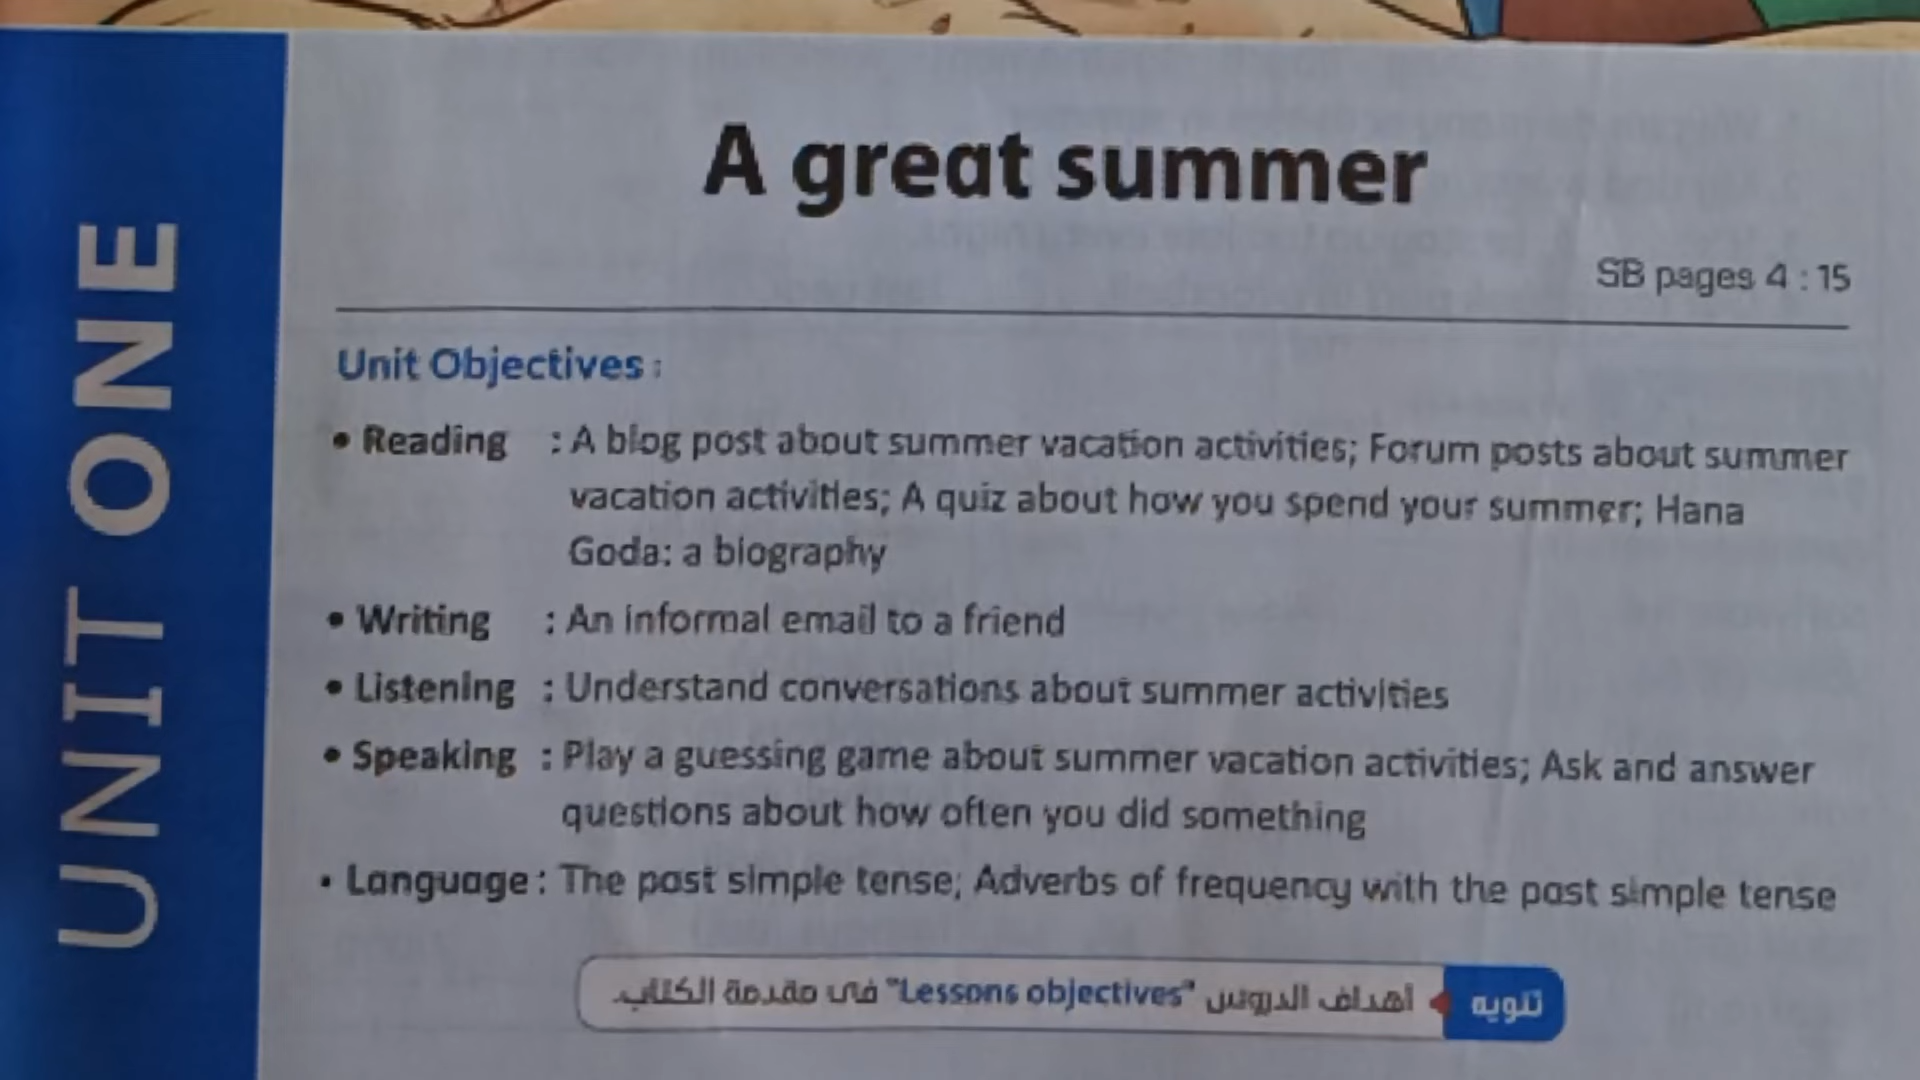 UNIT ONE
A great summer
SB pages 4 : 15
Unit Objectives :
• Reading : A blog post about summer vacation activities; Forum posts about summer
vacation activities; A quiz about how you spend your summer; Hana
Goda: a biography
• Writing : An informal email to a friend
• Listening : Understand conversations about summer activities
• Speaking : Play a guessing game about summer vacation activities; Ask and answer
questions about how often you did something
• Language : The past simple tense; Adverbs of frequency with the past simple tense
تنويه أهداف الدروس "Lessons objectives" فى مقدمة الكتاب.